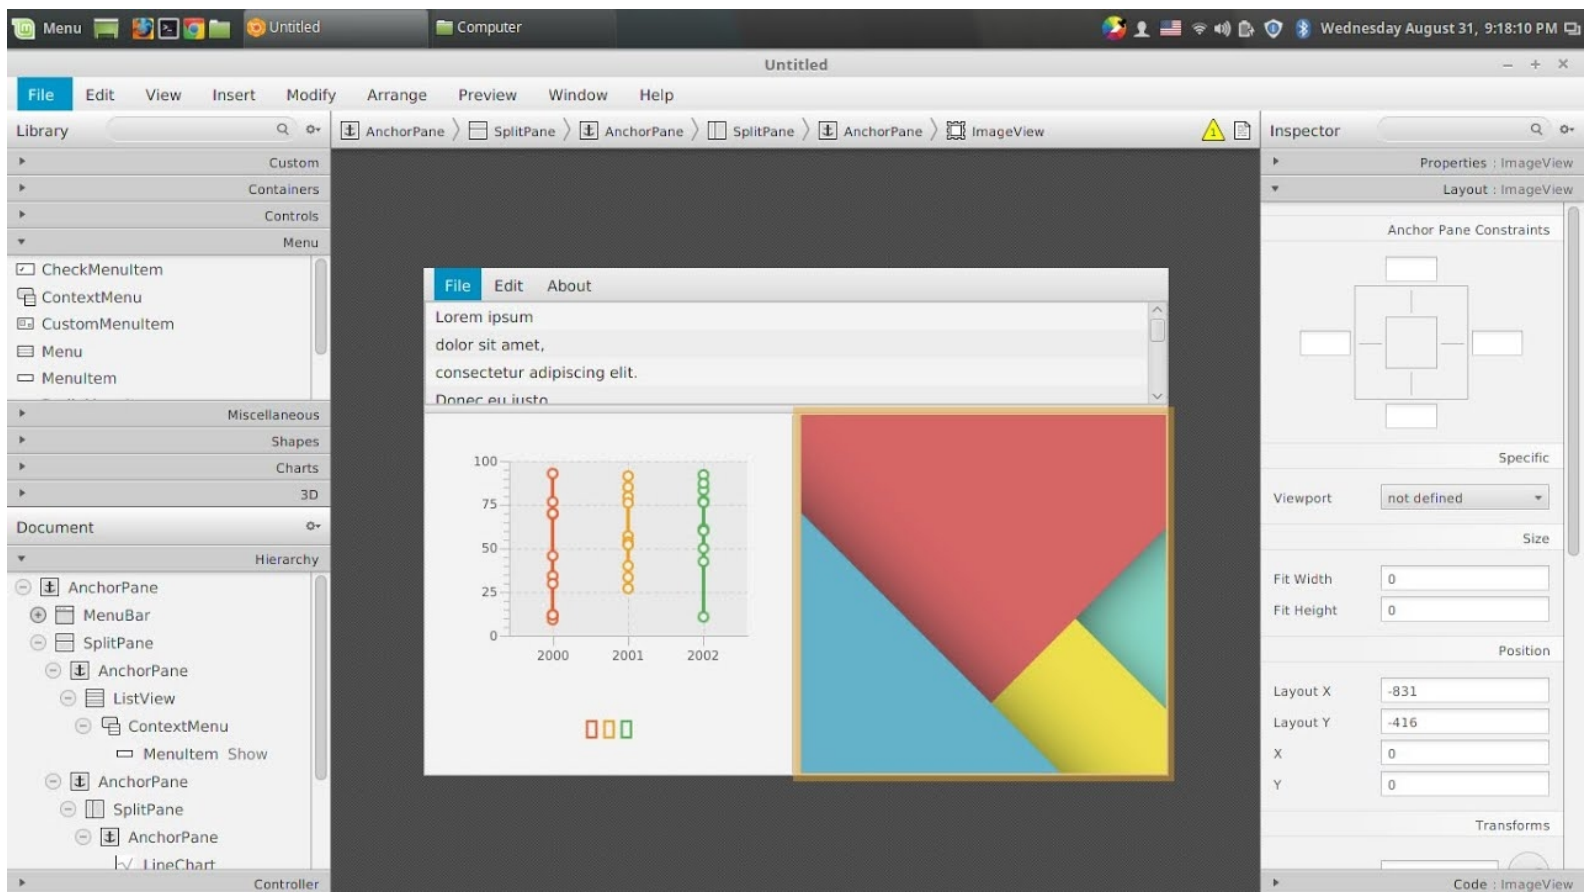 Menu Untitled Computer Wednesday August 31, 9:18:10 PM
Untitled
File Edit View Insert Modify Arrange Preview Window Help
Library
Custom
Containers
Controls
Menu
CheckMenuItem
ContextMenu
CustomMenuItem
Menu
MenuItem
Miscellaneous
Shapes
Charts
3D
Document
Hierarchy
AnchorPane
MenuBar
SplitPane
AnchorPane
ListView
ContextMenu
MenuItem Show
AnchorPane
SplitPane
AnchorPane
LineChart
Controller
AnchorPane SplitPane AnchorPane SplitPane AnchorPane ImageView 1
File Edit About
Lorem ipsum
dolor sit amet,
consectetur adipiscing elit.
Donec eu justo
100
75
50
25
0
2000 2001 2002
Inspector
Properties : ImageView
Layout : ImageView
Anchor Pane Constraints
Specific
Viewport not defined
Size
Fit Width 0
Fit Height 0
Position
Layout X -831
Layout Y -416
X 0
Y 0
Transforms
Code : ImageView